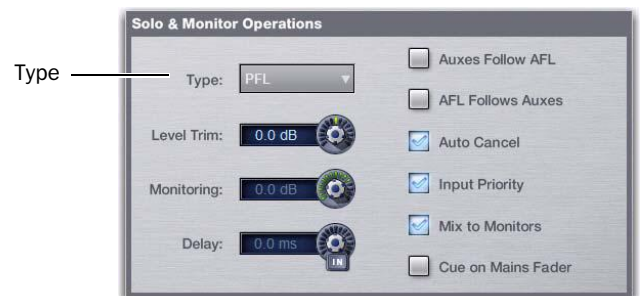 Solo & Monitor Operations
Type
Type: PFL
Level Trim: 0.0 dB
Monitoring: 0.0 dB
Delay: 0.0 ms
IN
Auxes Follow AFL
AFL Follows Auxes
Auto Cancel
Input Priority
Mix to Monitors
Cue on Mains Fader